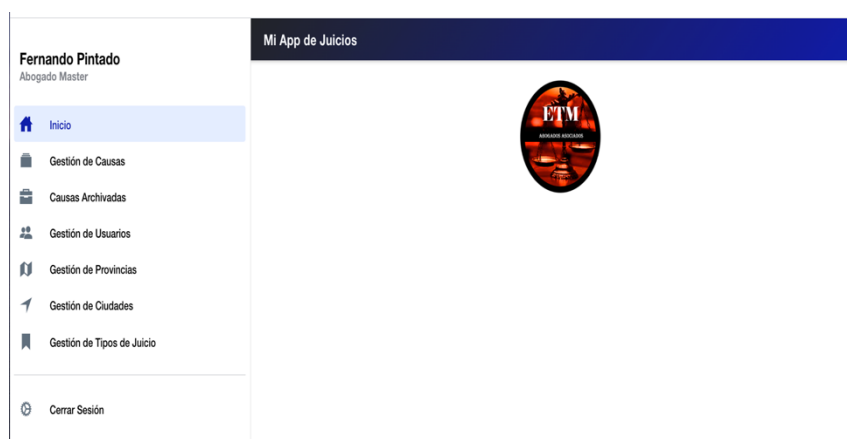 Fernando Pintado
Abogado Master
Inicio
Gestión de Causas
Causas Archivadas
Gestión de Usuarios
Gestión de Provincias
Gestión de Ciudades
Gestión de Tipos de Juicio
Cerrar Sesión
Mi App de Juicios
ETM
ABOGADOS ASOCIADOS